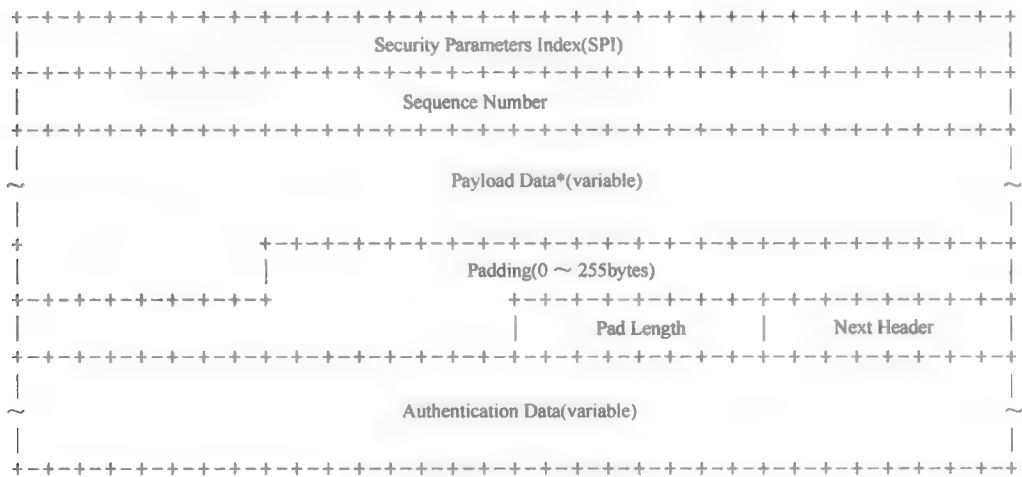 Security Parameters Index(SPI)
Sequence Number
Payload Data*(variable)
Padding(0 ~ 255bytes)
Pad Length | Next Header
Authentication Data(variable)